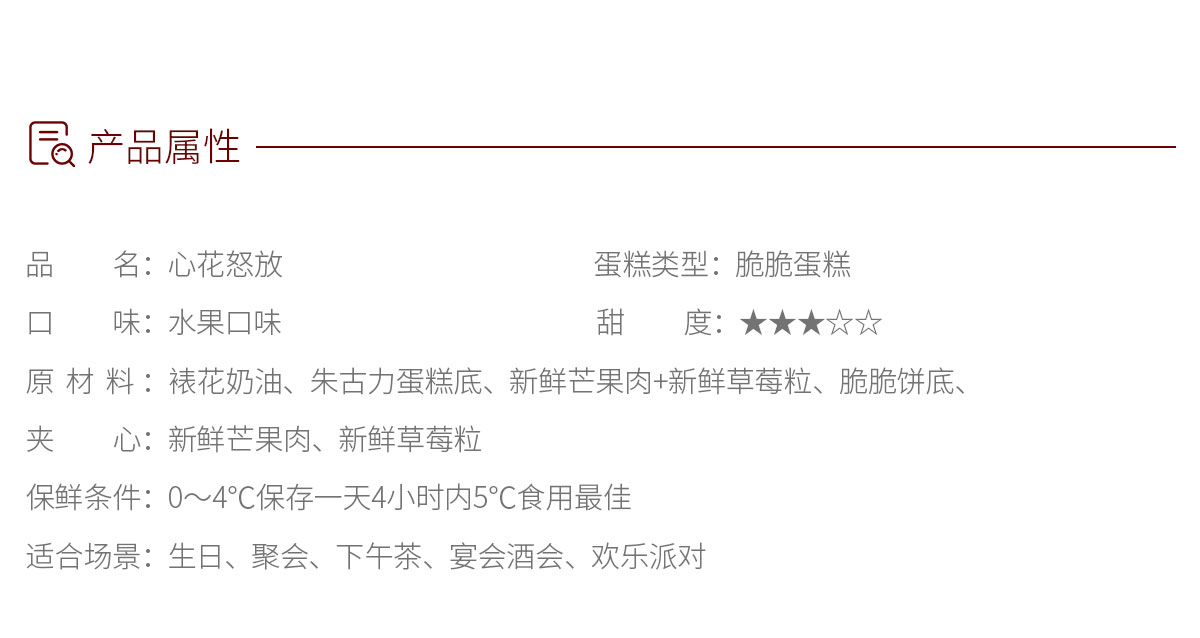 产品属性
品名：心花怒放 蛋糕类型：脆脆蛋糕
口味：水果口味 甜度：★★★☆☆
原材料：裱花奶油、朱古力蛋糕底、新鲜芒果肉+新鲜草莓粒、脆脆饼底、
夹心：新鲜芒果肉、新鲜草莓粒
保鲜条件：0～4℃保存一天4小时内5℃食用最佳
适合场景：生日、聚会、下午茶、宴会酒会、欢乐派对